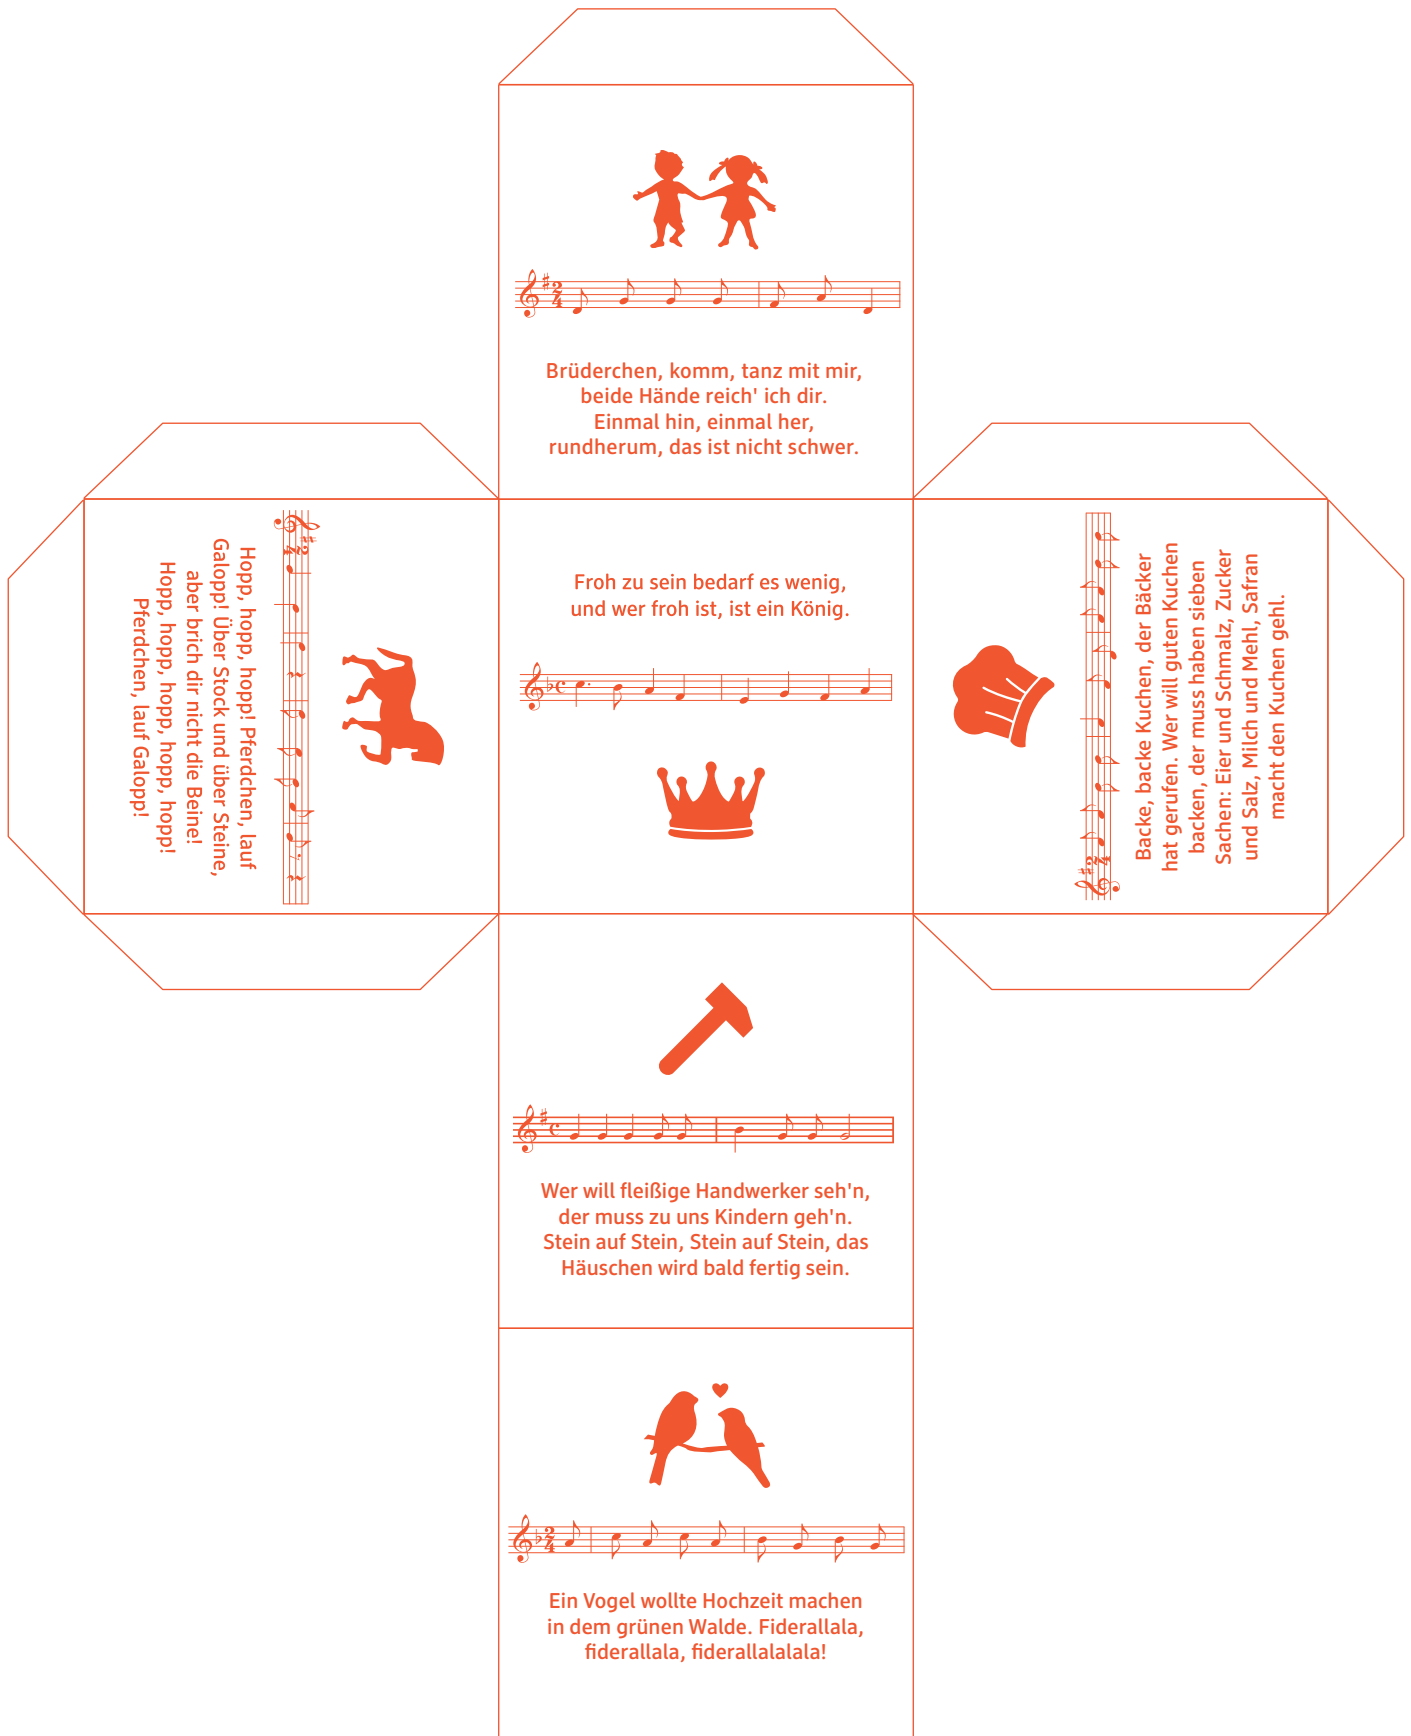 Brüderchen, komm, tanz mit mir,
beide Hände reich' ich dir.
Einmal hin, einmal her,
rundherum, das ist nicht schwer.
Hopp, hopp, hopp! Pferdchen, lauf
Galopp! Über Stock und über Steine,
aber brich dir nicht die Beine!
Hopp, hopp, hopp, hopp, hopp!
Pferdchen, lauf Galopp!
Froh zu sein bedarf es wenig,
und wer froh ist, ist ein König.
Backe, backe Kuchen, der Bäcker
hat gerufen. Wer will guten Kuchen
backen, der muss haben sieben
Sachen: Eier und Schmalz, Zucker
und Salz, Milch und Mehl, Safran
macht den Kuchen gehl.
Wer will fleißige Handwerker seh'n,
der muss zu uns Kindern geh'n.
Stein auf Stein, Stein auf Stein, das
Häuschen wird bald fertig sein.
Ein Vogel wollte Hochzeit machen
in dem grünen Walde. Fiderallala,
fiderallala, fiderallalalala!